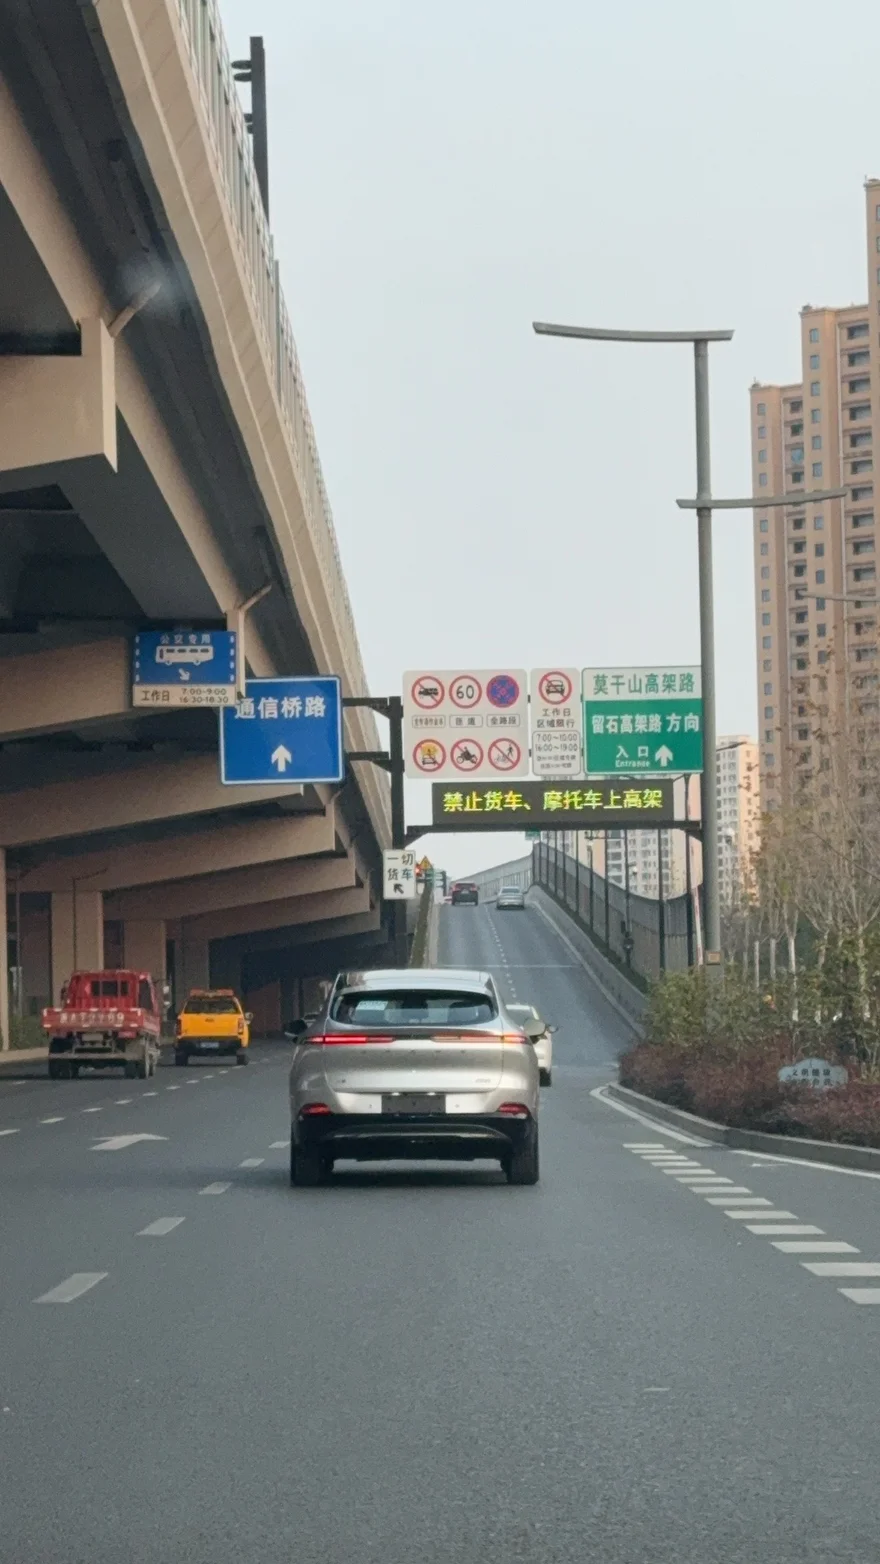 公交专用
工作日
7:00-9:00
16:30-18:30
通信桥路
60
匝道
全路段
工作日
区域限行
7:00~10:00
16:00~19:00
莫干山高架路
留石高架路 方向
入口
Entrance
禁止货车、摩托车上高架
一切
货车